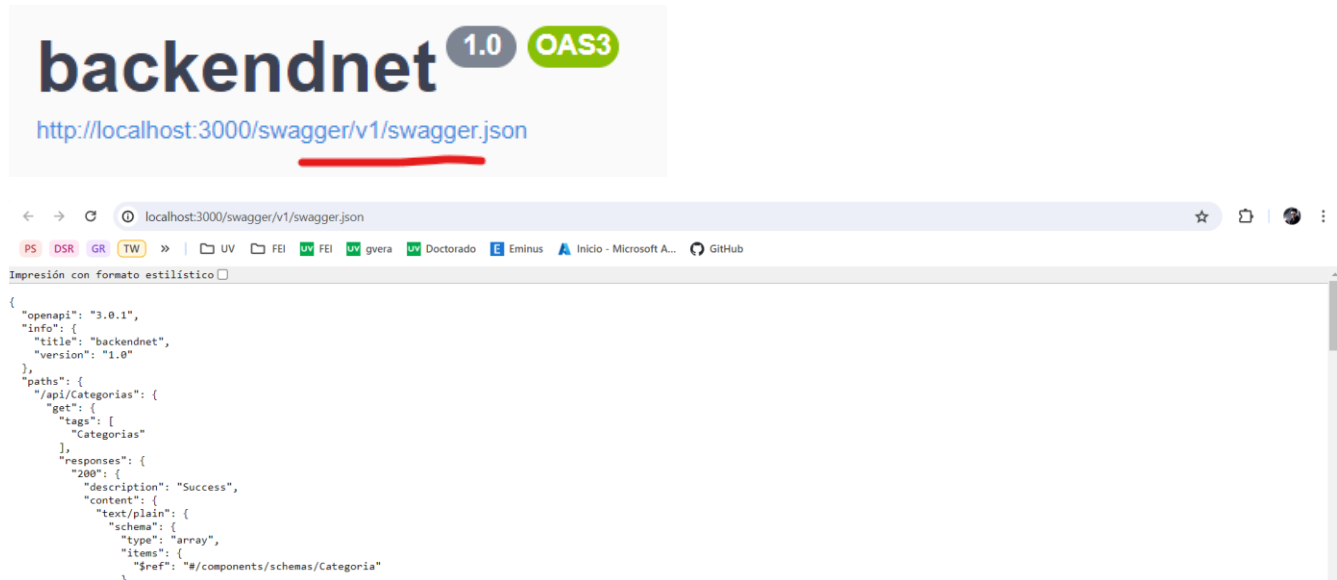 backendnet 1.0 OAS3
http://localhost:3000/swagger/v1/swagger.json
localhost:3000/swagger/v1/swagger.json
PS DSR GR TW » UV FEI UV FEI UV gvera UV Doctorado E Eminus Inicio - Microsoft A... GitHub
Impresión con formato estilístico
{
  "openapi": "3.0.1",
  "info": {
    "title": "backendnet",
    "version": "1.0"
  },
  "paths": {
    "/api/Categorias": {
      "get": {
        "tags": [
          "Categorias"
        ],
        "responses": {
          "200": {
            "description": "Success",
            "content": {
              "text/plain": {
                "schema": {
                  "type": "array",
                  "items": {
                    "$ref": "#/components/schemas/Categoria"
                  }